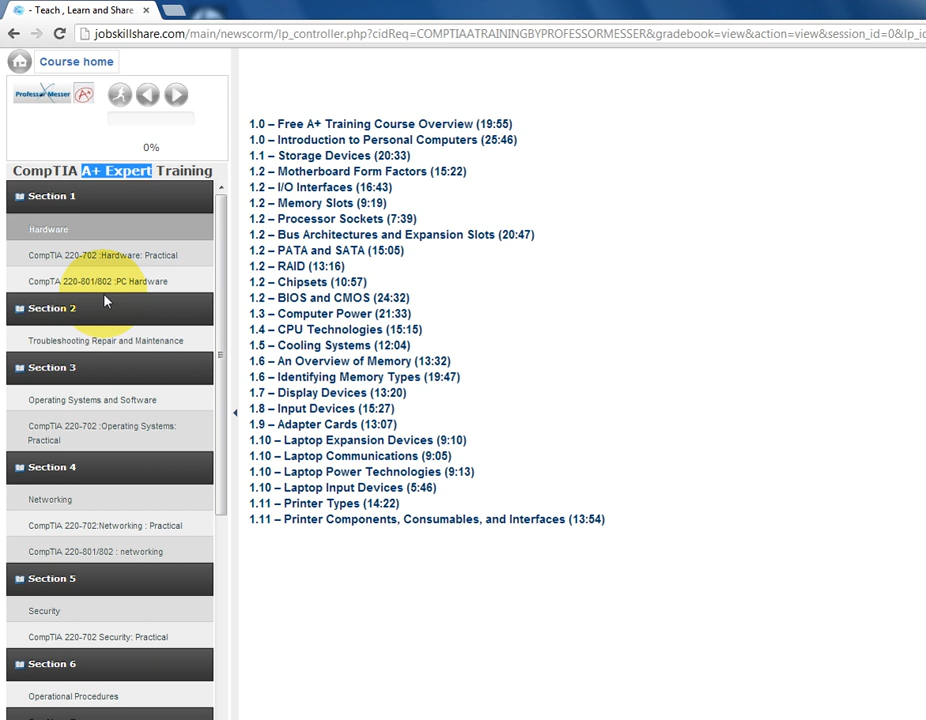 - Teach , Learn and Share
jobskillshare.com/main/newscorm/lp_controller.php?cidReq=COMPTIAATRAININGBYPROFESSORMESSER&gradebook=view&action=view&session_id=0&lp_i
Course home
Professor Messer A+
0%
CompTIA A+ Expert Training
Section 1
Hardware
CompTIA 220-702 :Hardware: Practical
CompTA 220-801/802 :PC Hardware
Section 2
Troubleshooting Repair and Maintenance
Section 3
Operating Systems and Software
CompTIA 220-702 :Operating Systems:
Practical
Section 4
Networking
CompTIA 220-702:Networking : Practical
CompTIA 220-801/802 : networking
Section 5
Security
CompTIA 220-702 Security: Practical
Section 6
Operational Procedures
1.0 – Free A+ Training Course Overview (19:55)
1.0 – Introduction to Personal Computers (25:46)
1.1 – Storage Devices (20:33)
1.2 – Motherboard Form Factors (15:22)
1.2 – I/O Interfaces (16:43)
1.2 – Memory Slots (9:19)
1.2 – Processor Sockets (7:39)
1.2 – Bus Architectures and Expansion Slots (20:47)
1.2 – PATA and SATA (15:05)
1.2 – RAID (13:16)
1.2 – Chipsets (10:57)
1.2 – BIOS and CMOS (24:32)
1.3 – Computer Power (21:33)
1.4 – CPU Technologies (15:15)
1.5 – Cooling Systems (12:04)
1.6 – An Overview of Memory (13:32)
1.6 – Identifying Memory Types (19:47)
1.7 – Display Devices (13:20)
1.8 – Input Devices (15:27)
1.9 – Adapter Cards (13:07)
1.10 – Laptop Expansion Devices (9:10)
1.10 – Laptop Communications (9:05)
1.10 – Laptop Power Technologies (9:13)
1.10 – Laptop Input Devices (5:46)
1.11 – Printer Types (14:22)
1.11 – Printer Components, Consumables, and Interfaces (13:54)